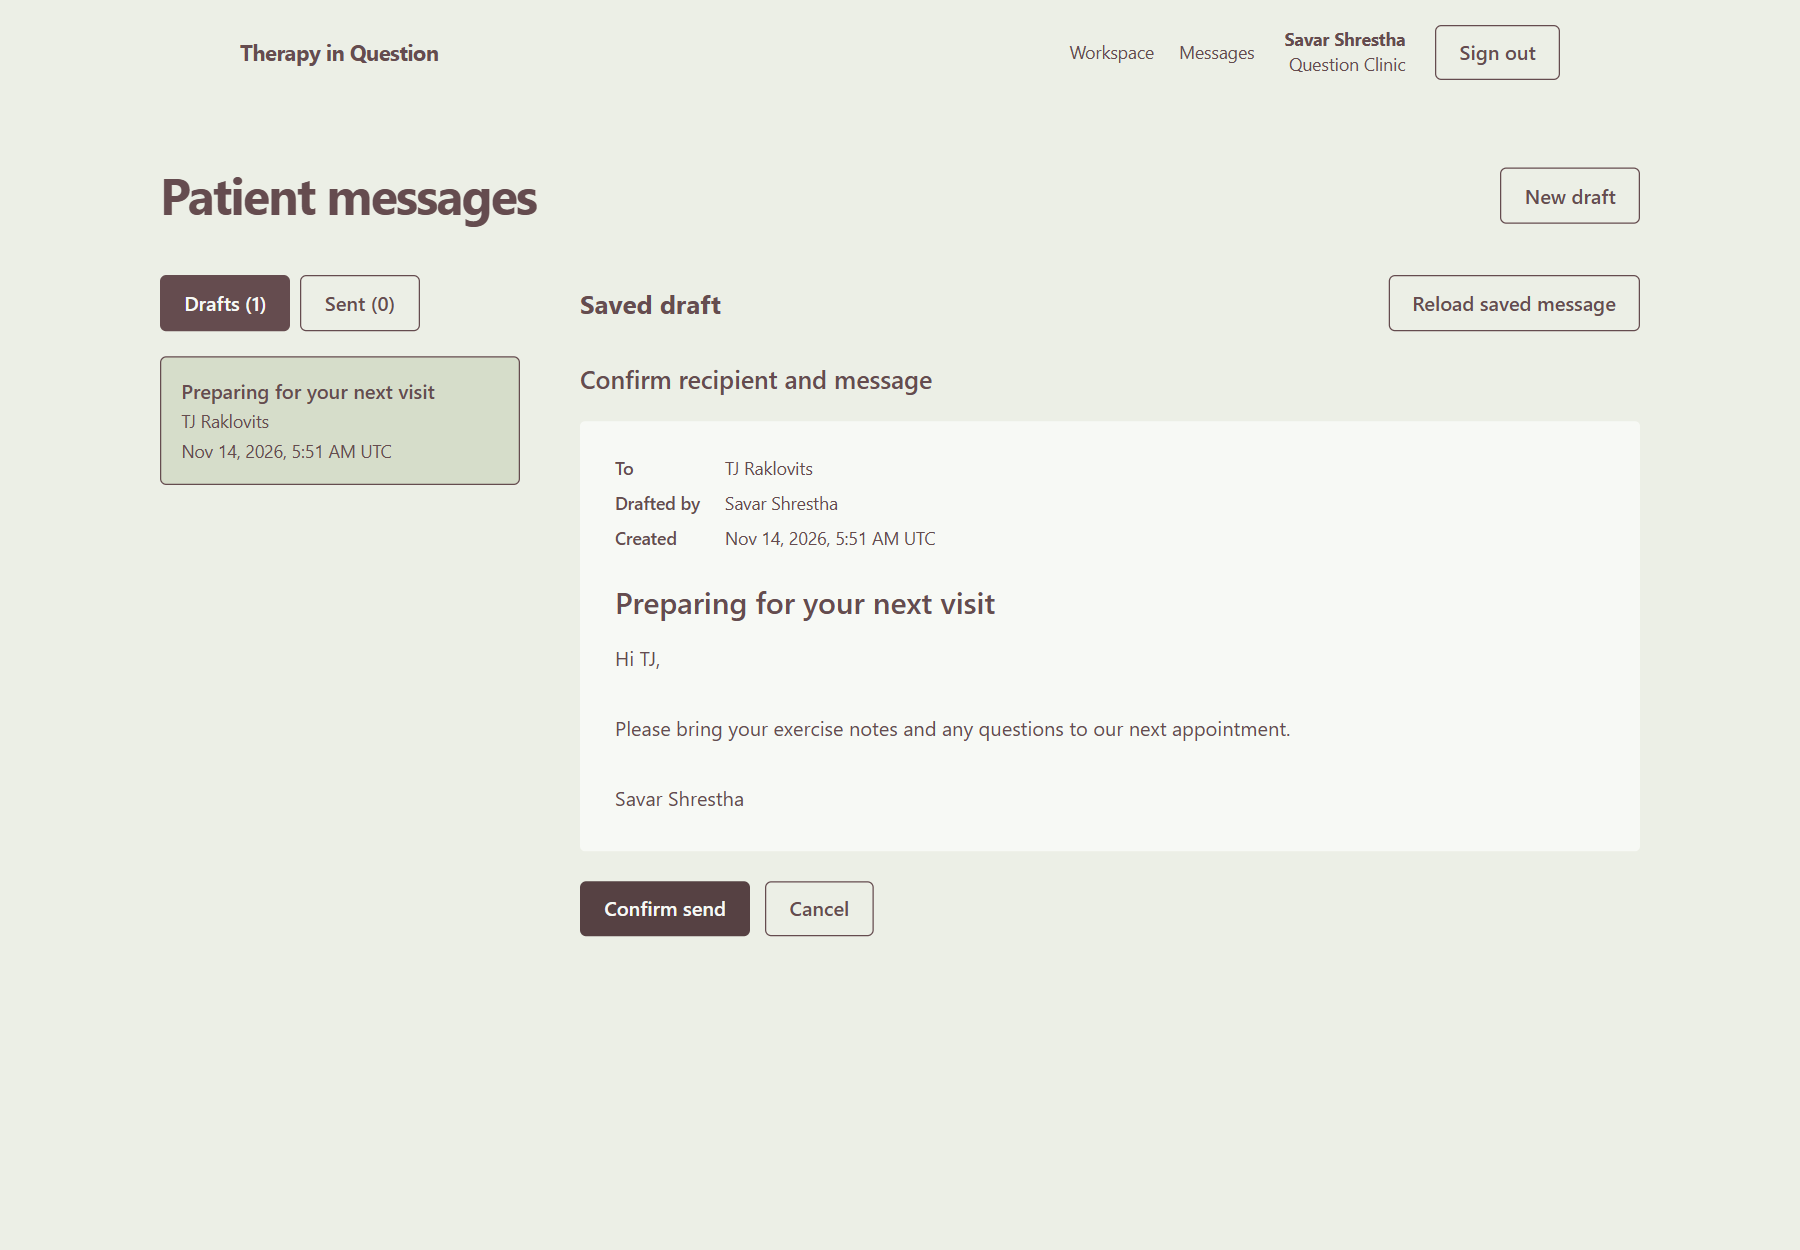 Therapy in Question
Workspace
Messages
Savar Shrestha
Question Clinic
Sign out
Patient messages
New draft
Drafts (1)
Sent (0)
Preparing for your next visit
TJ Raklovits
Nov 14, 2026, 5:51 AM UTC
Saved draft
Reload saved message
Confirm recipient and message
To TJ Raklovits
Drafted by Savar Shrestha
Created Nov 14, 2026, 5:51 AM UTC
Preparing for your next visit
Hi TJ,
Please bring your exercise notes and any questions to our next appointment.
Savar Shrestha
Confirm send
Cancel